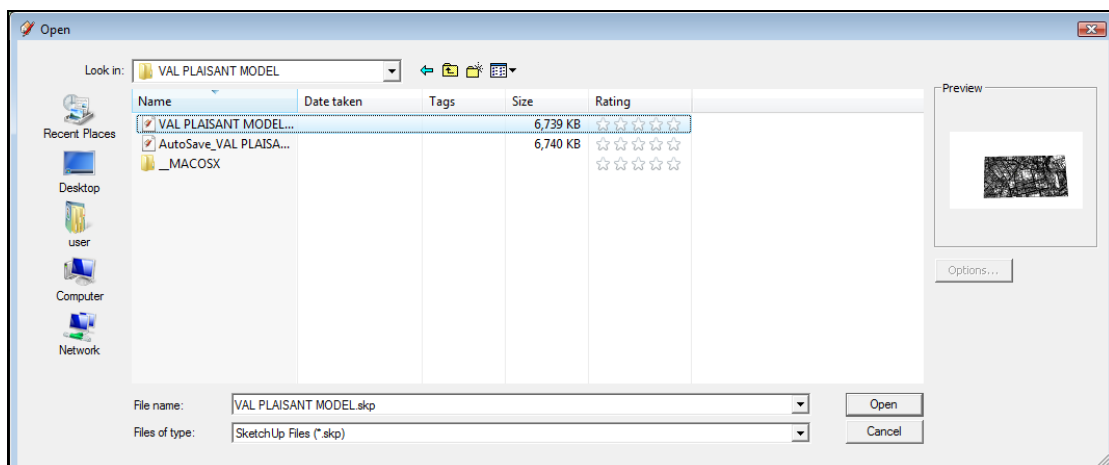 Open
Look in: VAL PLAISANT MODEL
Name Date taken Tags Size Rating
VAL PLAISANT MODEL... 6,739 KB
AutoSave_VAL PLAISA... 6,740 KB
__MACOSX
Recent Places
Desktop
user
Computer
Network
Preview
Options...
File name: VAL PLAISANT MODEL.skp Open
Files of type: SketchUp Files (*.skp) Cancel